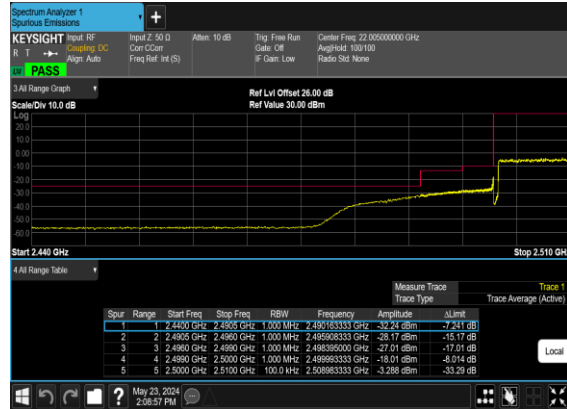 Spectrum Analyzer 1
Spurious Emissions
+
KEYSIGHT Input: RF Input Z: 50 Ω Atten: 10 dB Trig: Free Run Center Freq: 22.005000000 GHz
R T Coupling: DC Corr CCorr Gate: Off Avg|Hold: 100/100
Align: Auto Freq Ref: Int (S) IF Gain: Low Radio Std: None
PASS
3 All Range Graph
Ref Lvl Offset 26.00 dB
Scale/Div 10.0 dB Ref Value 30.00 dBm
Log
20.0
10.0
0.00
-10.0
-20.0
-30.0
-40.0
-50.0
-60.0
Start 2.440 GHz Stop 2.510 GH
4 All Range Table
Measure Trace Trace 1
Trace Type Trace Average (Active)
Spur Range Start Freq Stop Freq RBW Frequency Amplitude ΔLimit
1 1 2.4400 GHz 2.4905 GHz 1.000 MHz 2.490163333 GHz -32.24 dBm -7.241 dB
2 2 2.4905 GHz 2.4960 GHz 1.000 MHz 2.495908333 GHz -28.17 dBm -15.17 dB
3 3 2.4960 GHz 2.4990 GHz 1.000 MHz 2.498395000 GHz -27.01 dBm -17.01 dB
4 4 2.4990 GHz 2.5000 GHz 1.000 MHz 2.499993333 GHz -18.01 dBm -8.014 dB
5 5 2.5000 GHz 2.5100 GHz 100.0 kHz 2.508983333 GHz -3.288 dBm -33.29 dB
Local
? May 23, 2024
2:08:57 PM